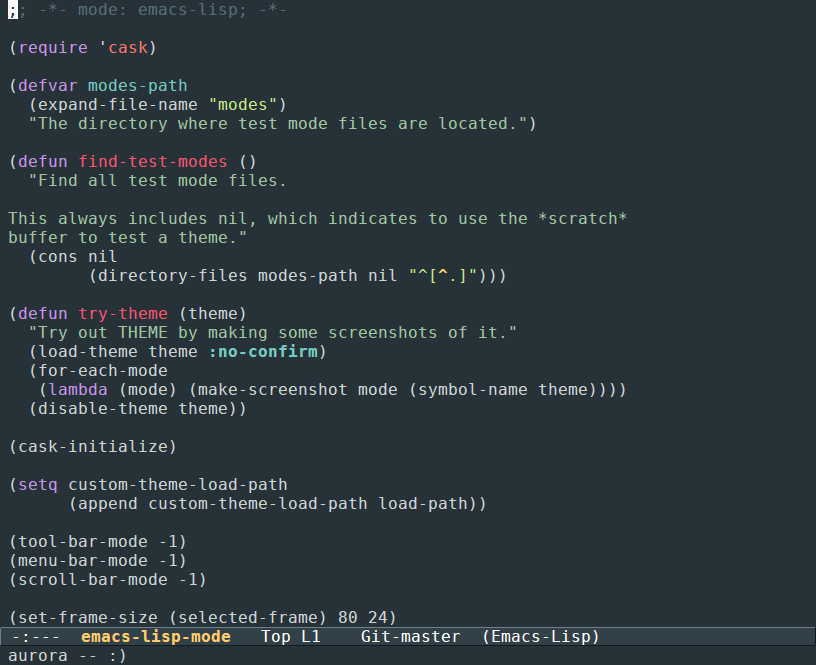 ;; -*- mode: emacs-lisp; -*-

(require 'cask)

(defvar modes-path
  (expand-file-name "modes")
  "The directory where test mode files are located.")

(defun find-test-modes ()
  "Find all test mode files.

This always includes nil, which indicates to use the *scratch*
buffer to test a theme."
  (cons nil
        (directory-files modes-path nil "^[^.]")))

(defun try-theme (theme)
  "Try out THEME by making some screenshots of it."
  (load-theme theme :no-confirm)
  (for-each-mode
   (lambda (mode) (make-screenshot mode (symbol-name theme))))
  (disable-theme theme))

(cask-initialize)

(setq custom-theme-load-path
      (append custom-theme-load-path load-path))

(tool-bar-mode -1)
(menu-bar-mode -1)
(scroll-bar-mode -1)

(set-frame-size (selected-frame) 80 24)
-:---  emacs-lisp-mode   Top L1    Git-master  (Emacs-Lisp)
aurora -- :)